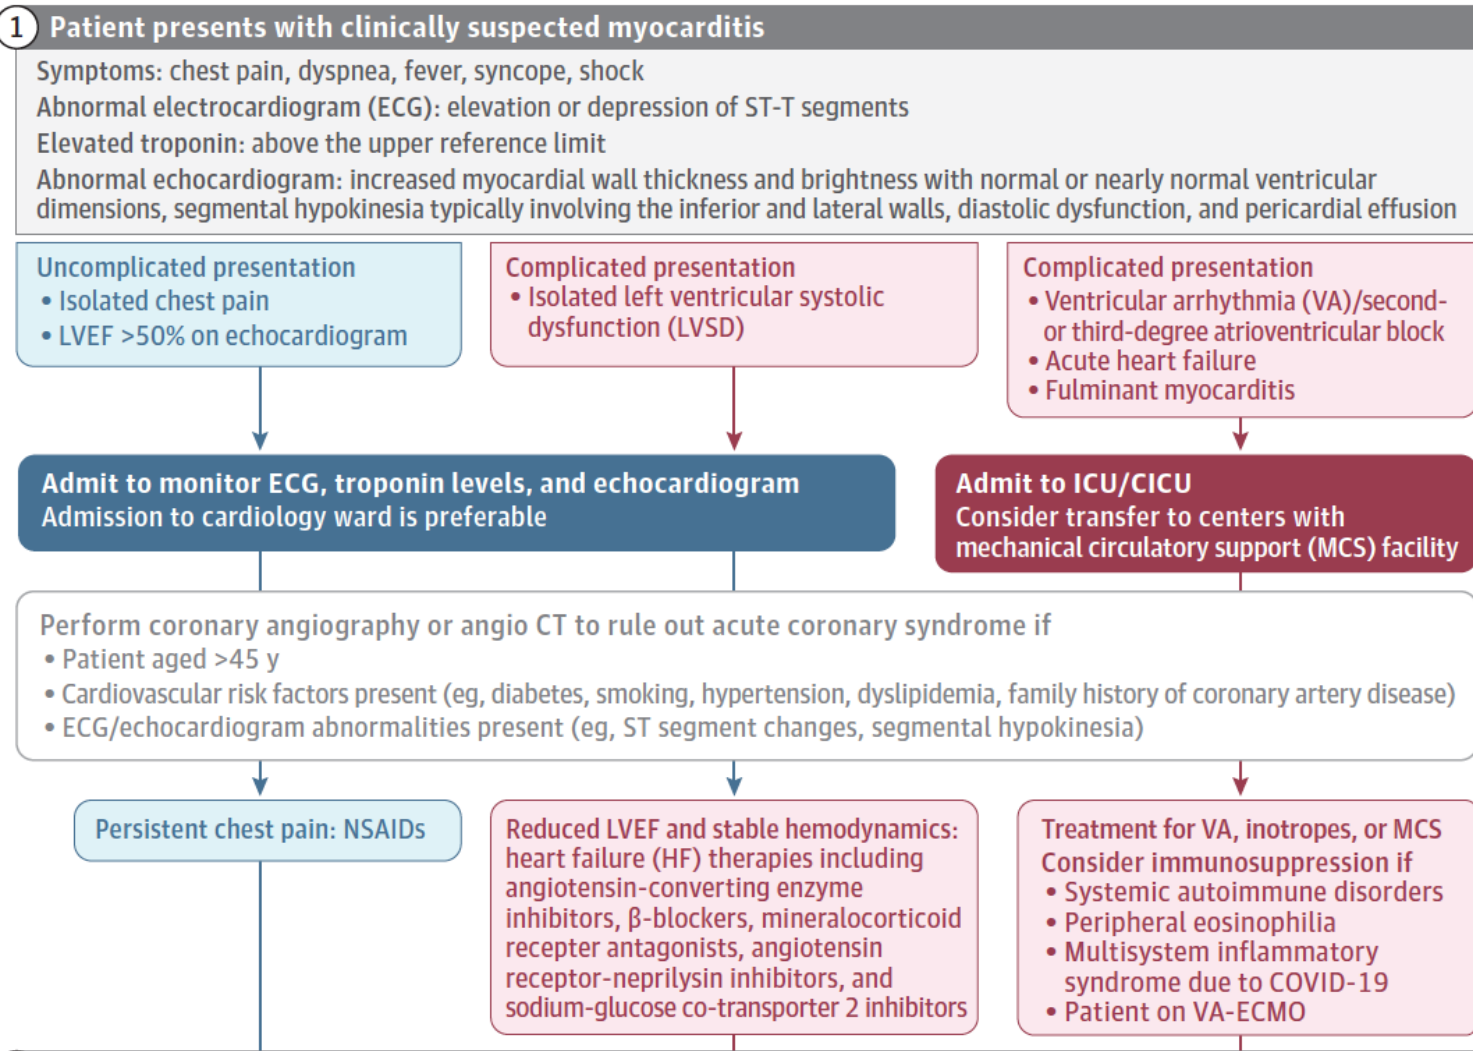 1 Patient presents with clinically suspected myocarditis
Symptoms: chest pain, dyspnea, fever, syncope, shock
Abnormal electrocardiogram (ECG): elevation or depression of ST-T segments
Elevated troponin: above the upper reference limit
Abnormal echocardiogram: increased myocardial wall thickness and brightness with normal or nearly normal ventricular
dimensions, segmental hypokinesia typically involving the inferior and lateral walls, diastolic dysfunction, and pericardial effusion
Uncomplicated presentation
• Isolated chest pain
• LVEF >50% on echocardiogram
Complicated presentation
• Isolated left ventricular systolic
dysfunction (LVSD)
Complicated presentation
• Ventricular arrhythmia (VA)/second-
or third-degree atrioventricular block
• Acute heart failure
• Fulminant myocarditis
Admit to monitor ECG, troponin levels, and echocardiogram
Admission to cardiology ward is preferable
Admit to ICU/CICU
Consider transfer to centers with
mechanical circulatory support (MCS) facility
Perform coronary angiography or angio CT to rule out acute coronary syndrome if
• Patient aged >45 y
• Cardiovascular risk factors present (eg, diabetes, smoking, hypertension, dyslipidemia, family history of coronary artery disease)
• ECG/echocardiogram abnormalities present (eg, ST segment changes, segmental hypokinesia)
Persistent chest pain: NSAIDs
Reduced LVEF and stable hemodynamics:
heart failure (HF) therapies including
angiotensin-converting enzyme
inhibitors, β-blockers, mineralocorticoid
recepter antagonists, angiotensin
receptor-neprilysin inhibitors, and
sodium-glucose co-transporter 2 inhibitors
Treatment for VA, inotropes, or MCS
Consider immunosuppression if
• Systemic autoimmune disorders
• Peripheral eosinophilia
• Multisystem inflammatory
syndrome due to COVID-19
• Patient on VA-ECMO